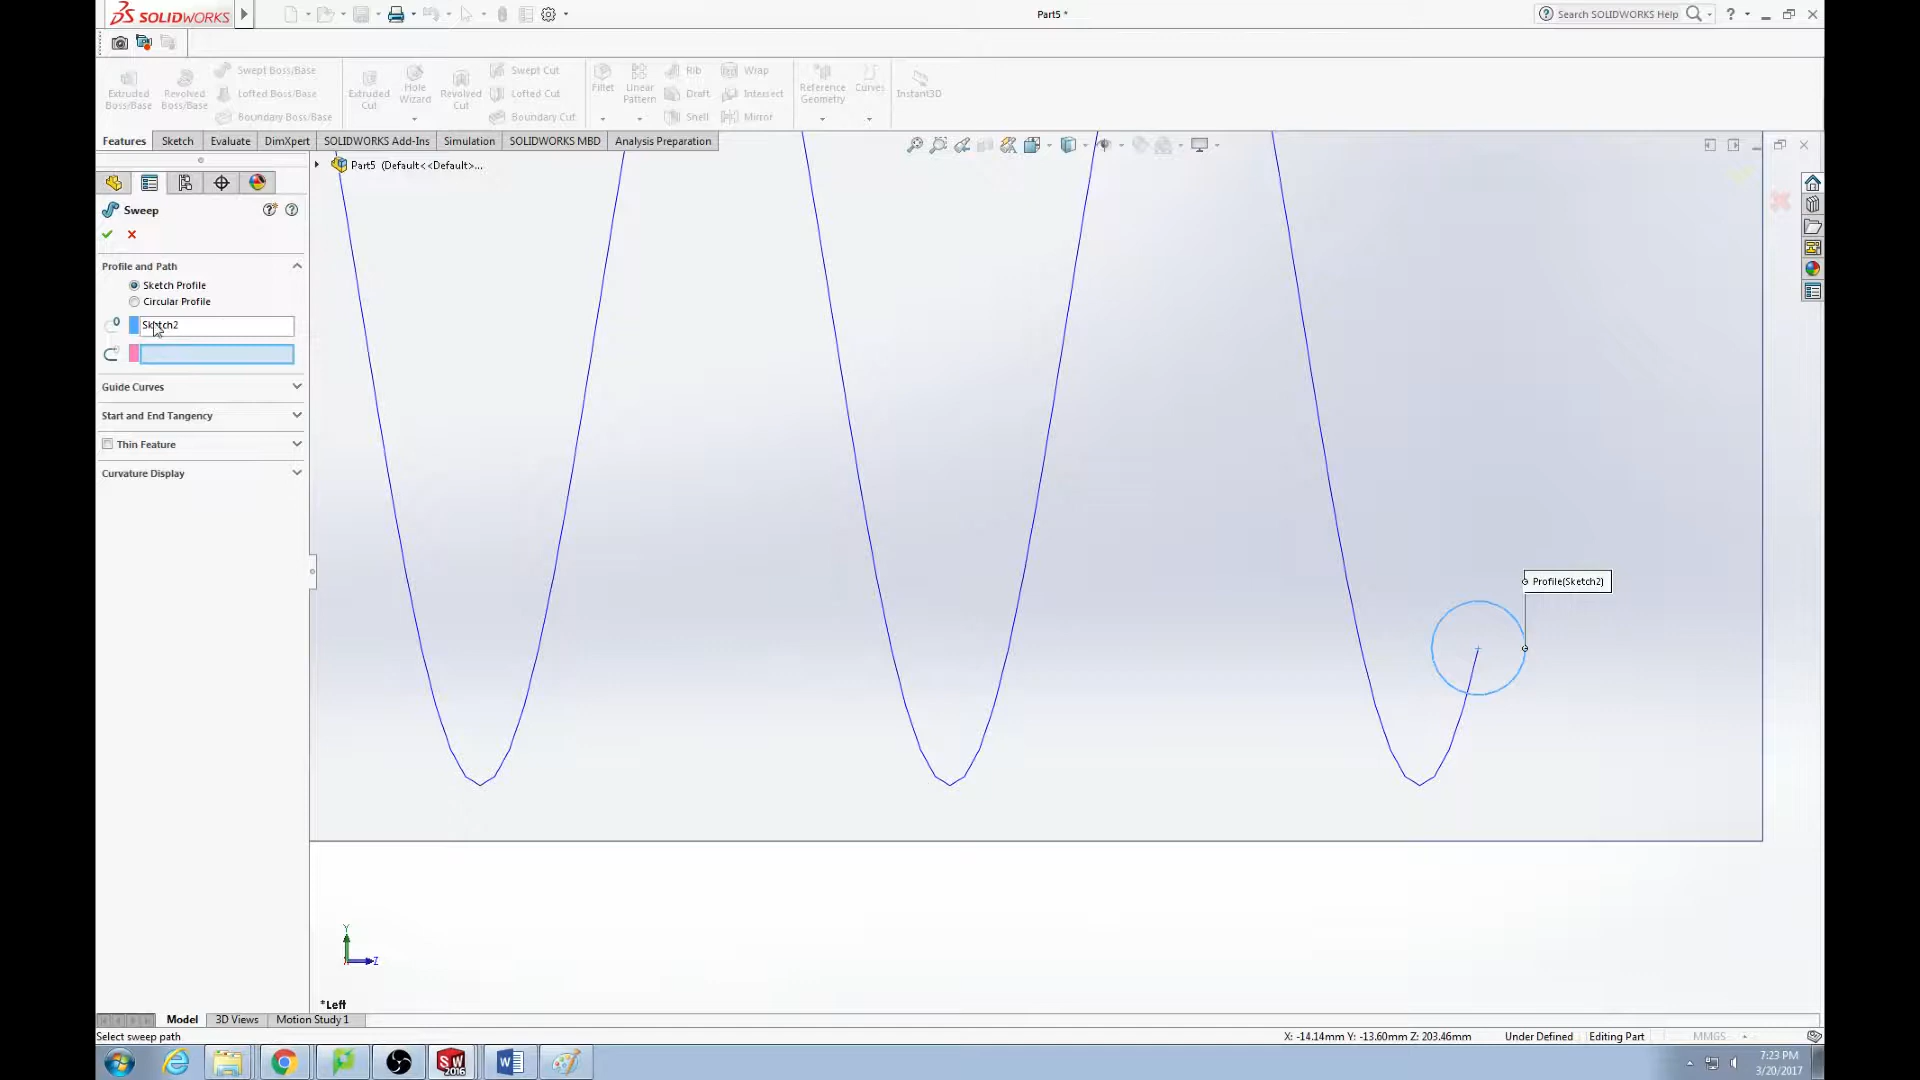 SOLIDWORKS
Part5 *
Search SOLIDWORKS Help
Extruded Boss/Base
Revolved Boss/Base
Swept Boss/Base
Lofted Boss/Base
Boundary Boss/Base
Extruded Cut
Hole Wizard
Revolved Cut
Swept Cut
Lofted Cut
Boundary Cut
Fillet
Linear Pattern
Rib
Draft
Shell
Wrap
Intersect
Mirror
Reference Geometry
Curves
Instant3D
Features
Sketch
Evaluate
DimXpert
SOLIDWORKS Add-Ins
Simulation
SOLIDWORKS MBD
Analysis Preparation
Part5 (Default<<Default>...
Sweep
Profile and Path
Sketch Profile
Circular Profile
Sketch2
Guide Curves
Start and End Tangency
Thin Feature
Curvature Display
Profile(Sketch2)
Y
Z
*Left
Model
3D Views
Motion Study 1
Select sweep path
X: -14.14mm Y: -13.60mm Z: 203.46mm
Under Defined
Editing Part
MMGS
SW
2016
W
7:23 PM
3/20/2017